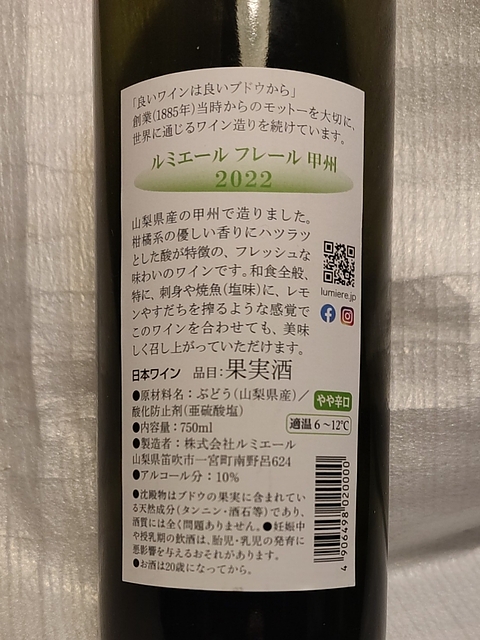 「良いワインは良いブドウから」
創業(1885年)当時からのモットーを大切に、
世界に通じるワイン造りを続けています。
ルミエール フレール 甲州
2022
山梨県産の甲州で造りました。
柑橘系の優しい香りにハツラツ
とした酸が特徴の、フレッシュな
味わいのワインです。和食全般、
特に、刺身や焼魚(塩味)に、レモ
ンやすだちを搾るような感覚で
このワインを合わせても、美味
しく召し上がっていただけます。
lumiere.jp
日本ワイン 品目：果実酒
●原材料名：ぶどう(山梨県産)／
酸化防止剤(亜硫酸塩)
やや辛口
●内容量：750ml
適温 6～12℃
●製造者：株式会社ルミエール
山梨県笛吹市一宮町南野呂624
●アルコール分：10%
●沈殿物はブドウの果実に含まれてい
る天然成分(タンニン・酒石等)であり、
酒質には全く問題ありません。●妊娠中
や授乳期の飲酒は、胎児・乳児の発育に
悪影響を与えるおそれがあります。
●お酒は20歳になってから。
4 906498 020000